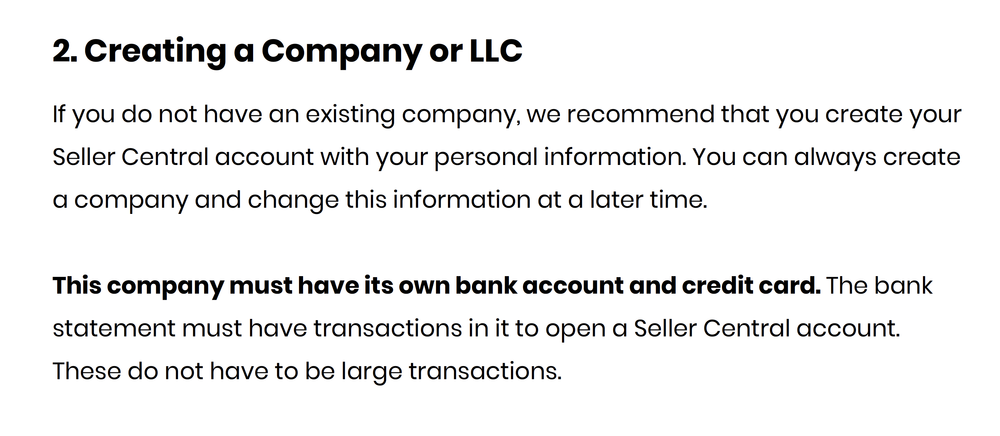 2. Creating a Company or LLC
If you do not have an existing company, we recommend that you create your
Seller Central account with your personal information. You can always create
a company and change this information at a later time.
This company must have its own bank account and credit card. The bank
statement must have transactions in it to open a Seller Central account.
These do not have to be large transactions.